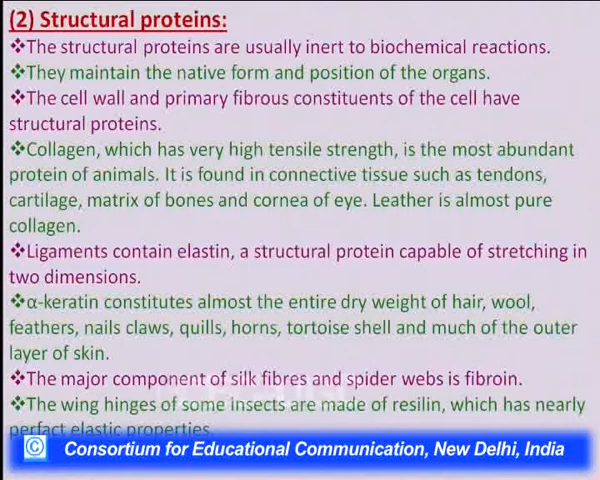 (2) Structural proteins:
❖The structural proteins are usually inert to biochemical reactions.
❖They maintain the native form and position of the organs.
❖The cell wall and primary fibrous constituents of the cell have
structural proteins.
❖Collagen, which has very high tensile strength, is the most abundant
protein of animals. It is found in connective tissue such as tendons,
cartilage, matrix of bones and cornea of eye. Leather is almost pure
collagen.
❖Ligaments contain elastin, a structural protein capable of stretching in
two dimensions.
❖α-keratin constitutes almost the entire dry weight of hair, wool,
feathers, nails claws, quills, horns, tortoise shell and much of the outer
layer of skin.
❖The major component of silk fibres and spider webs is fibroin.
❖The wing hinges of some insects are made of resilin, which has nearly
perfact elastic properties.
© Consortium for Educational Communication, New Delhi, India